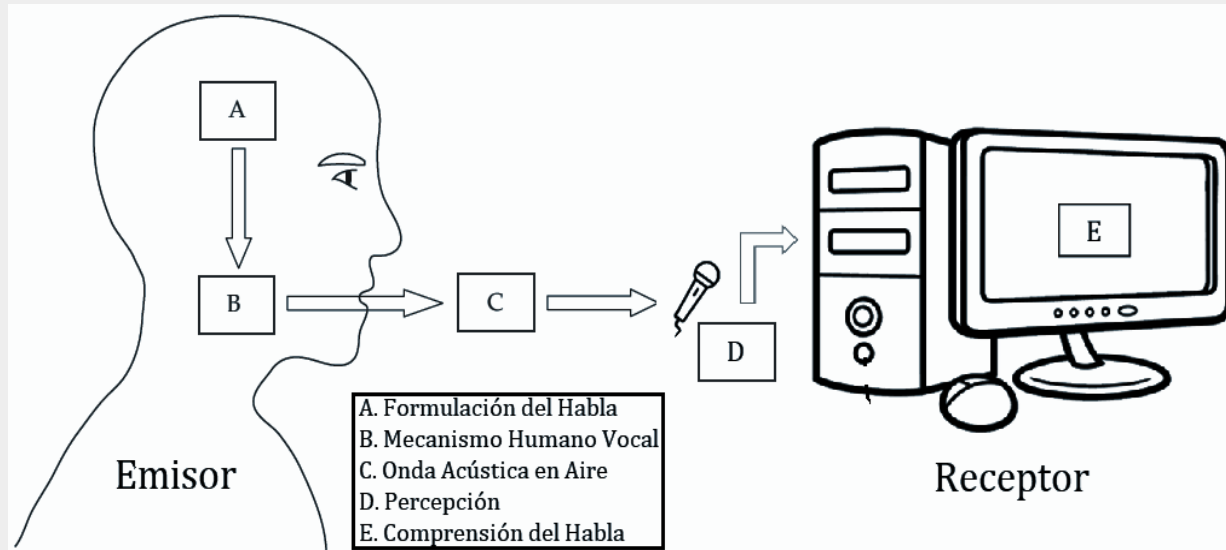 A
B
C
D
E
A. Formulación del Habla
B. Mecanismo Humano Vocal
C. Onda Acústica en Aire
D. Percepción
E. Comprensión del Habla
Emisor
Receptor